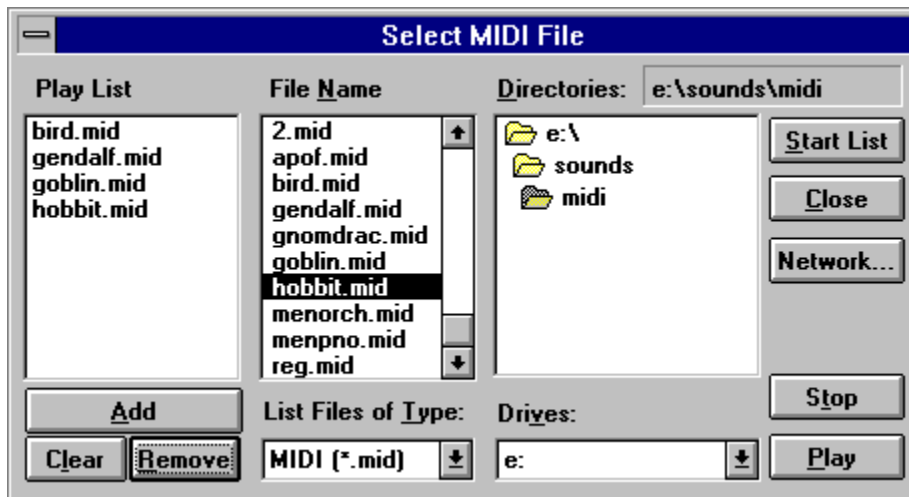 Select MIDI File
Play List
bird.mid
gendalf.mid
goblin.mid
hobbit.mid
Add
Clear
Remove
File Name
2.mid
apof.mid
bird.mid
gendalf.mid
gnomdrac.mid
goblin.mid
hobbit.mid
menorch.mid
menpno.mid
reg.mid
List Files of Type:
MIDI (*.mid)
Directories: e:\sounds\midi
e:\
sounds
midi
Drives:
e:
Start List
Close
Network...
Stop
Play